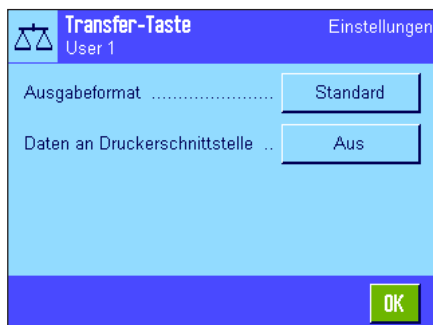 Transfer-Taste
Einstellungen
User 1
Ausgabeformat ....................... Standard
Daten an Druckerschnittstelle .. Aus
OK